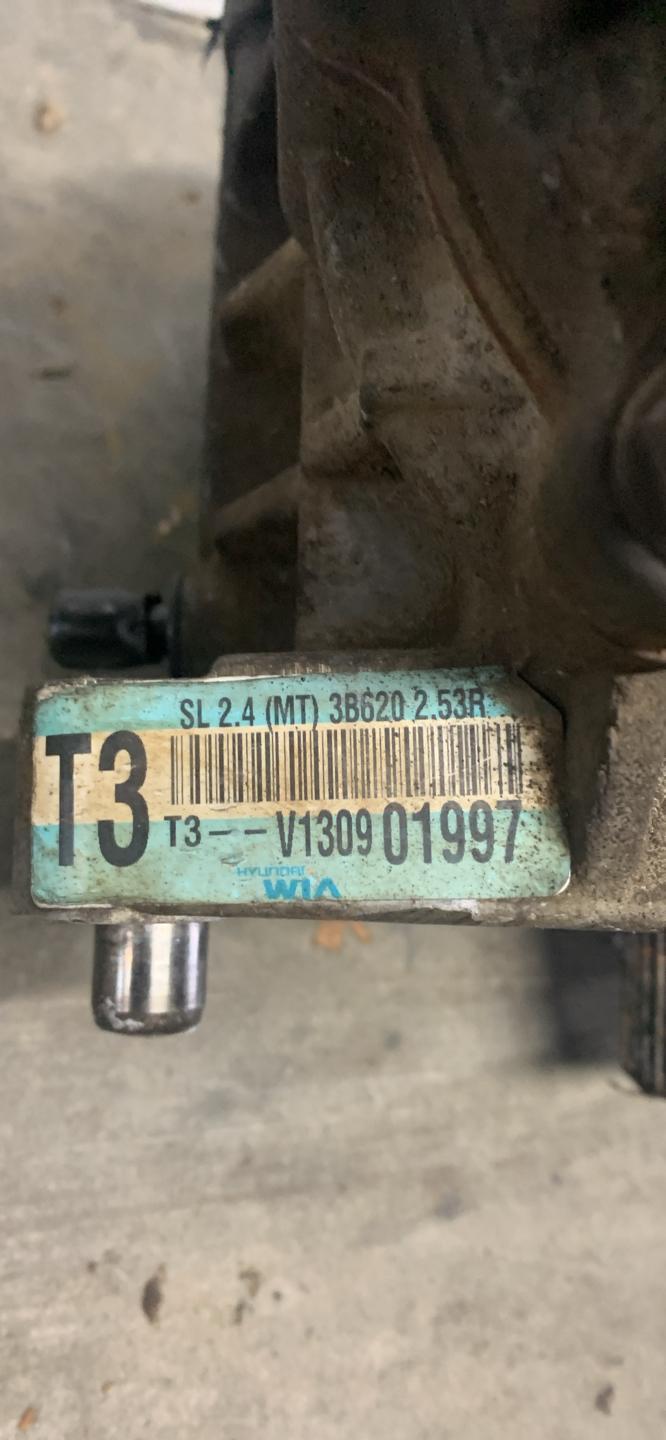 SL 2.4 (MT) 3B620 2.53R
T3
T3--V1309 01997
HYUNDAI
WIA